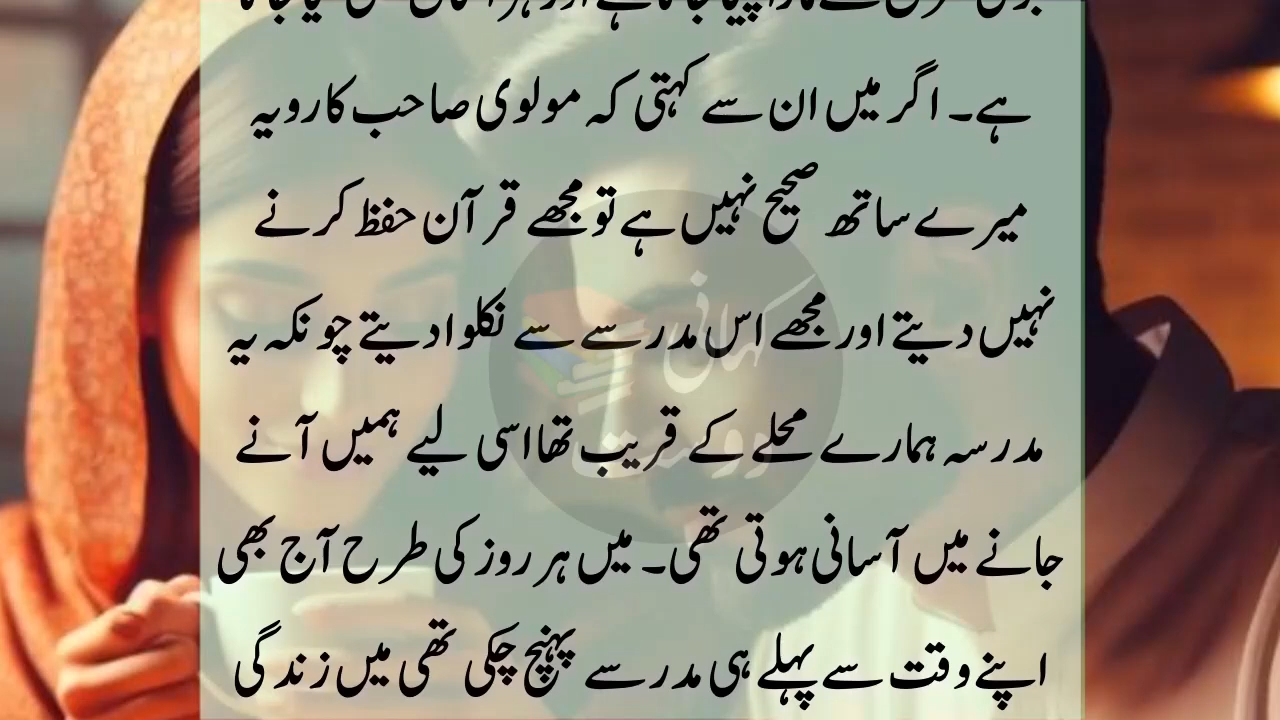 ہے۔ اگر میں ان سے کہتی کہ مولوی صاحب کا رویہ
میرے ساتھ صحیح نہیں ہے تو مجھے قرآن حفظ کرنے
نہیں دیتے اور مجھے اس مدرسے سے نکلوا دیتے چونکہ یہ
مدرسہ ہمارے محلے کے قریب تھا اسی لیے ہمیں آنے
جانے میں آسانی ہوتی تھی۔ میں ہر روز کی طرح آج بھی
اپنے وقت سے پہلے ہی مدرسے پہنچ چکی تھی میں زندگی
کہانی
دوست